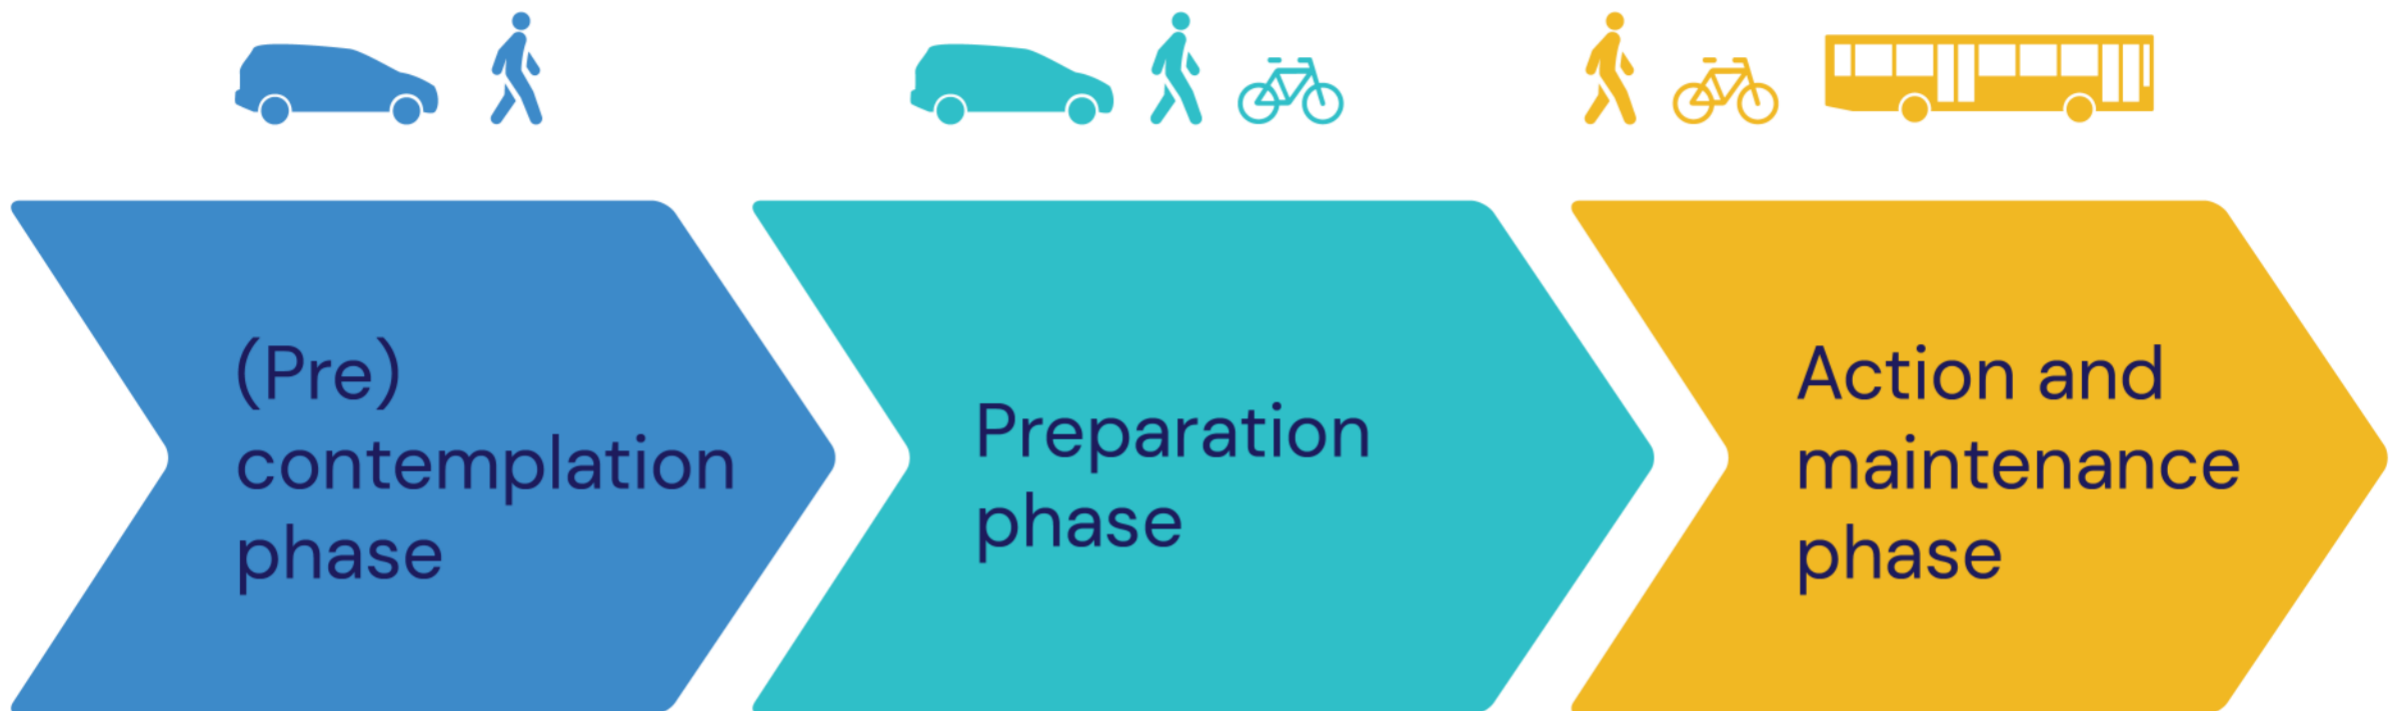 (Pre)
contemplation
phase
Preparation
phase
Action and
maintenance
phase